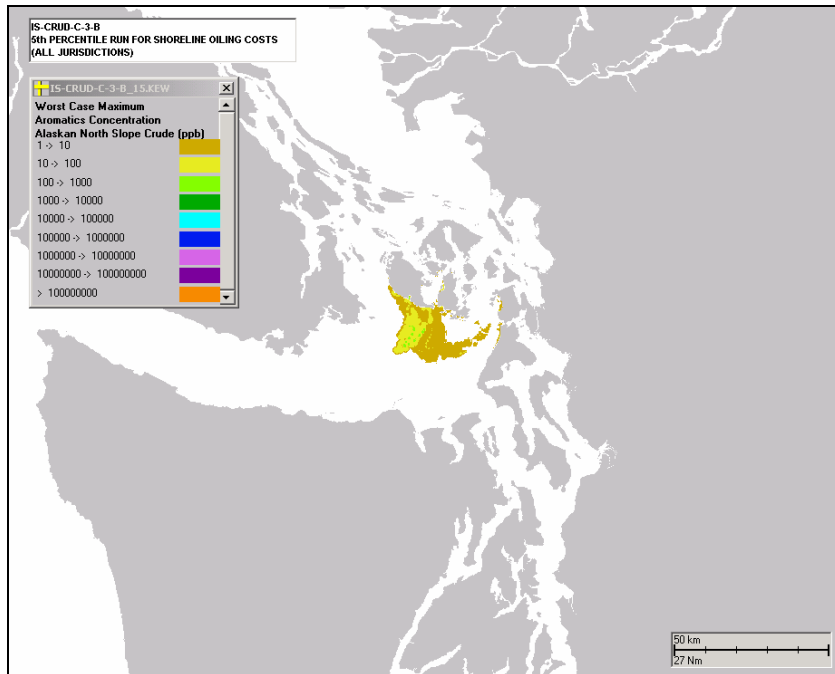 IS-CRUD-C-3-B
5th PERCENTILE RUN FOR SHORELINE OILING COSTS
(ALL JURISDICTIONS)
IS-CRUD-C-3-B_15.KEW
Worst Case Maximum
Aromatics Concentration
Alaskan North Slope Crude (ppb)
1 -> 10
10 -> 100
100 -> 1000
1000 -> 10000
10000 -> 100000
100000 -> 1000000
1000000 -> 10000000
10000000 -> 100000000
> 100000000
50 km
27 Nm